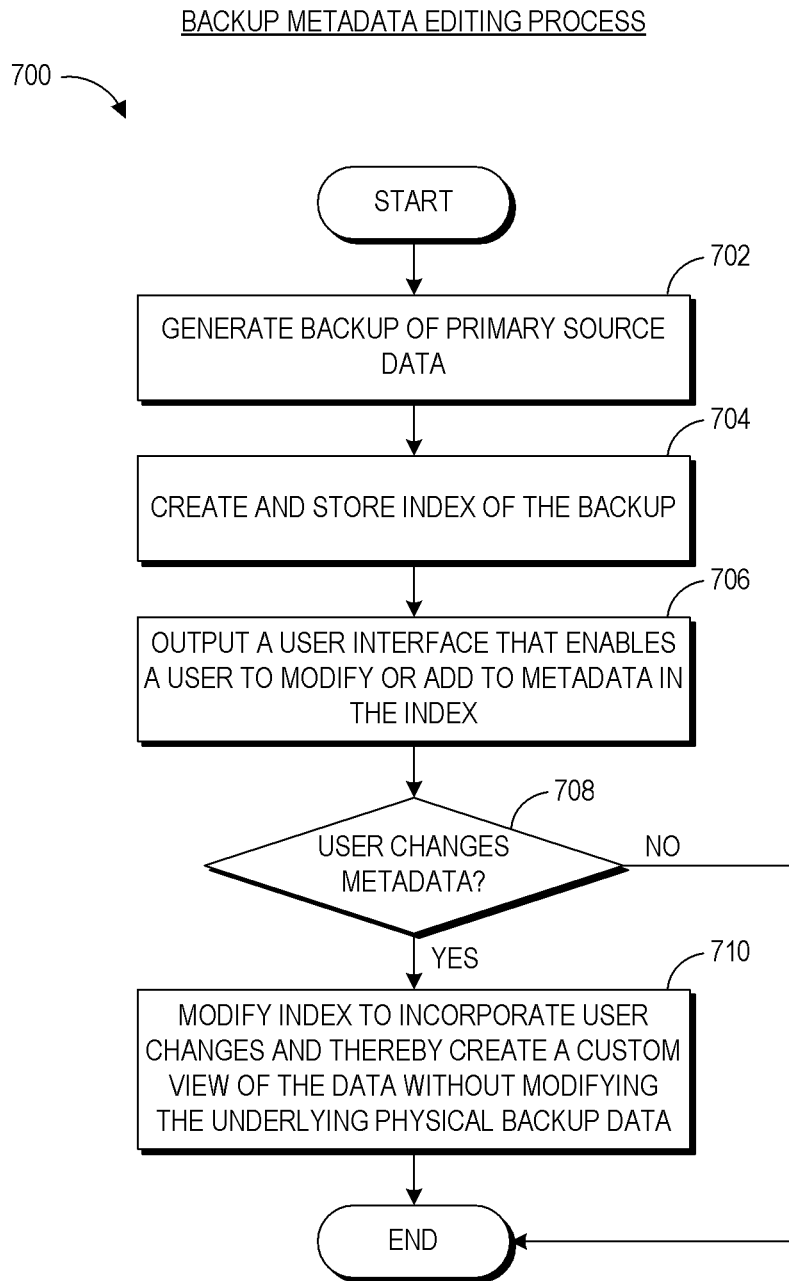 BACKUP METADATA EDITING PROCESS
700
START
702
GENERATE BACKUP OF PRIMARY SOURCE
DATA
704
CREATE AND STORE INDEX OF THE BACKUP
706
OUTPUT A USER INTERFACE THAT ENABLES
A USER TO MODIFY OR ADD TO METADATA IN
THE INDEX
708
USER CHANGES
METADATA?
NO
YES
710
MODIFY INDEX TO INCORPORATE USER
CHANGES AND THEREBY CREATE A CUSTOM
VIEW OF THE DATA WITHOUT MODIFYING
THE UNDERLYING PHYSICAL BACKUP DATA
END